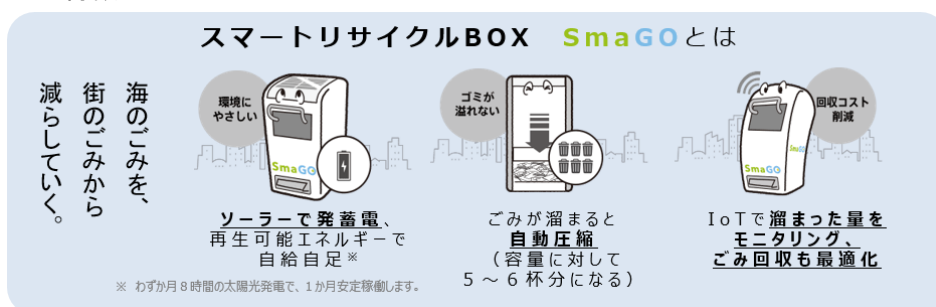 スマートリサイクルBOX　SmaGOとは
海のごみを、
街のごみから
減らしていく。
環境に
やさしい
SmaGO
ソーラーで発蓄電、
再生可能エネルギーで
自給自足※
ゴミが
溢れない
ごみが溜まると
自動圧縮
（容量に対して
5～6杯分になる）
回収コスト
削減
SmaGO
SmaGO
IoTで溜まった量を
モニタリング、
ごみ回収も最適化
※　わずか月8時間の太陽光発電で、1か月安定稼働します。